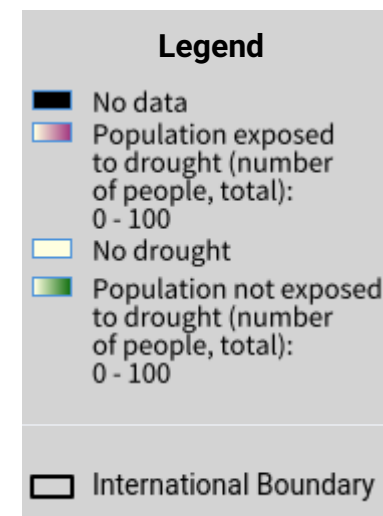 Legend
No data
Population exposed
to drought (number
of people, total):
0 - 100
No drought
Population not exposed
to drought (number
of people, total):
0 - 100
International Boundary